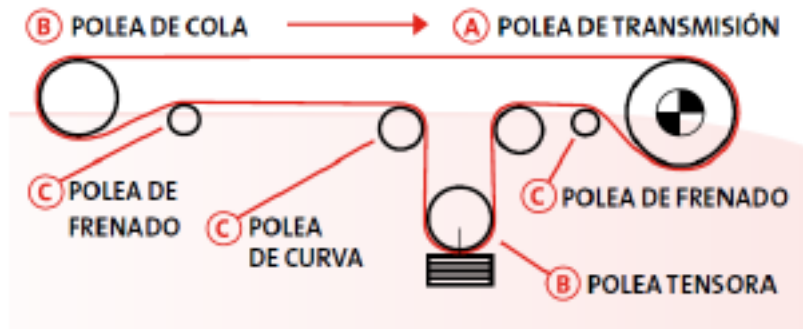 B POLEA DE COLA
A POLEA DE TRANSMISIÓN
C POLEA DE
FRENADO
C POLEA
DE CURVA
C POLEA DE FRENADO
B POLEA TENSORA